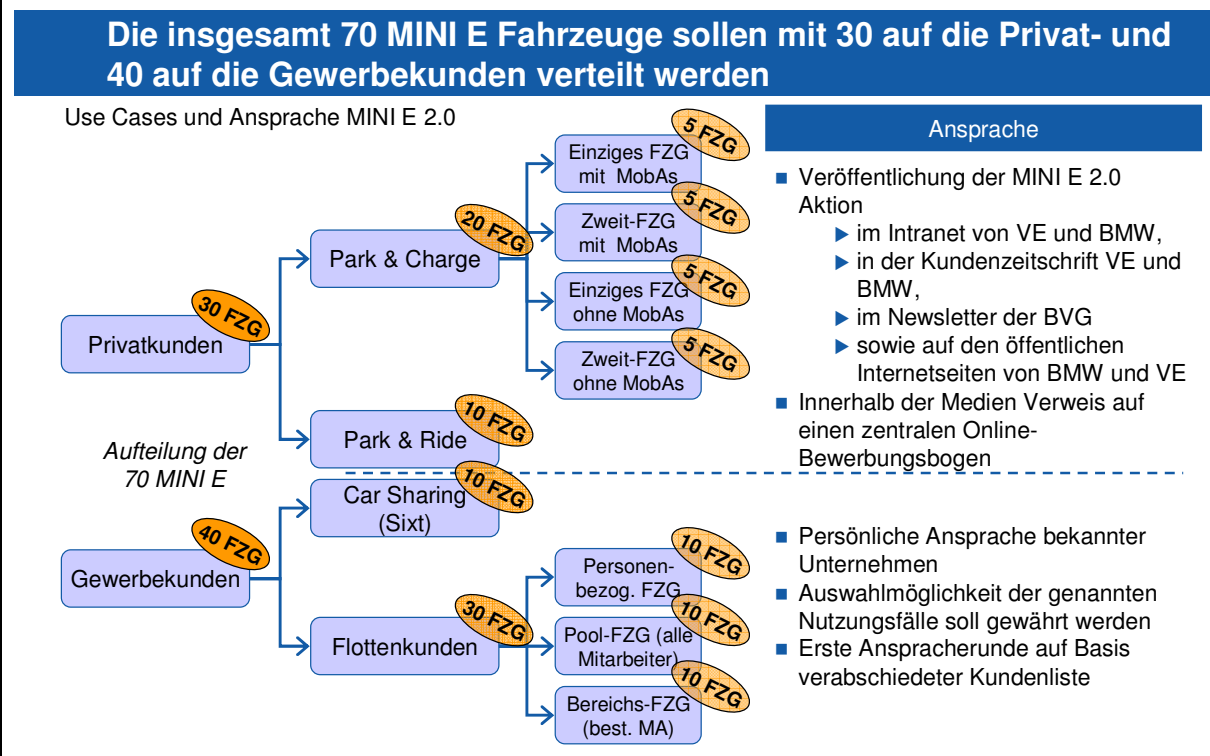 Die insgesamt 70 MINI E Fahrzeuge sollen mit 30 auf die Privat- und
40 auf die Gewerbekunden verteilt werden
Use Cases und Ansprache MINI E 2.0
Aufteilung der
70 MINI E
Privatkunden
30 FZG
Park & Charge
20 FZG
Einziges FZG
mit MobAs
5 FZG
Zweit-FZG
mit MobAs
5 FZG
Einziges FZG
ohne MobAs
5 FZG
Zweit-FZG
ohne MobAs
5 FZG
Park & Ride
10 FZG
Gewerbekunden
40 FZG
Car Sharing
(Sixt)
10 FZG
Flottenkunden
30 FZG
Personen-
bezog. FZG
10 FZG
Pool-FZG (alle
Mitarbeiter)
10 FZG
Bereichs-FZG
(best. MA)
10 FZG
Ansprache
Veröffentlichung der MINI E 2.0
Aktion
im Intranet von VE und BMW,
in der Kundenzeitschrift VE und
BMW,
im Newsletter der BVG
sowie auf den öffentlichen
Internetseiten von BMW und VE
Innerhalb der Medien Verweis auf
einen zentralen Online-
Bewerbungsbogen
Persönliche Ansprache bekannter
Unternehmen
Auswahlmöglichkeit der genannten
Nutzungsfälle soll gewährt werden
Erste Anspracherunde auf Basis
verabschiedeter Kundenliste